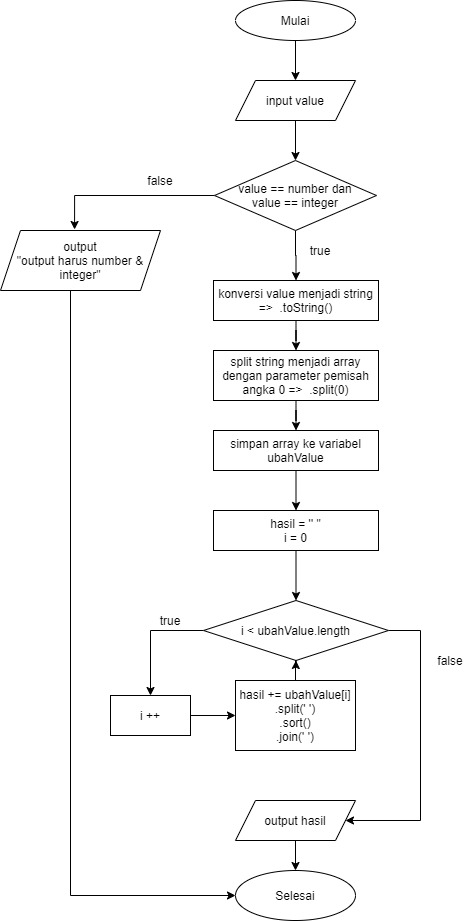 Mulai
input value
false
value == number dan
value == integer
output
"output harus number &
integer"
true
konversi value menjadi string
=> .toString()
split string menjadi array
dengan parameter pemisah
angka 0 => .split(0)
simpan array ke variabel
ubahValue
hasil = " "
i = 0
true
i < ubahValue.length
false
i ++
hasil += ubahValue[i]
.split(' ')
.sort()
.join(' ')
output hasil
Selesai